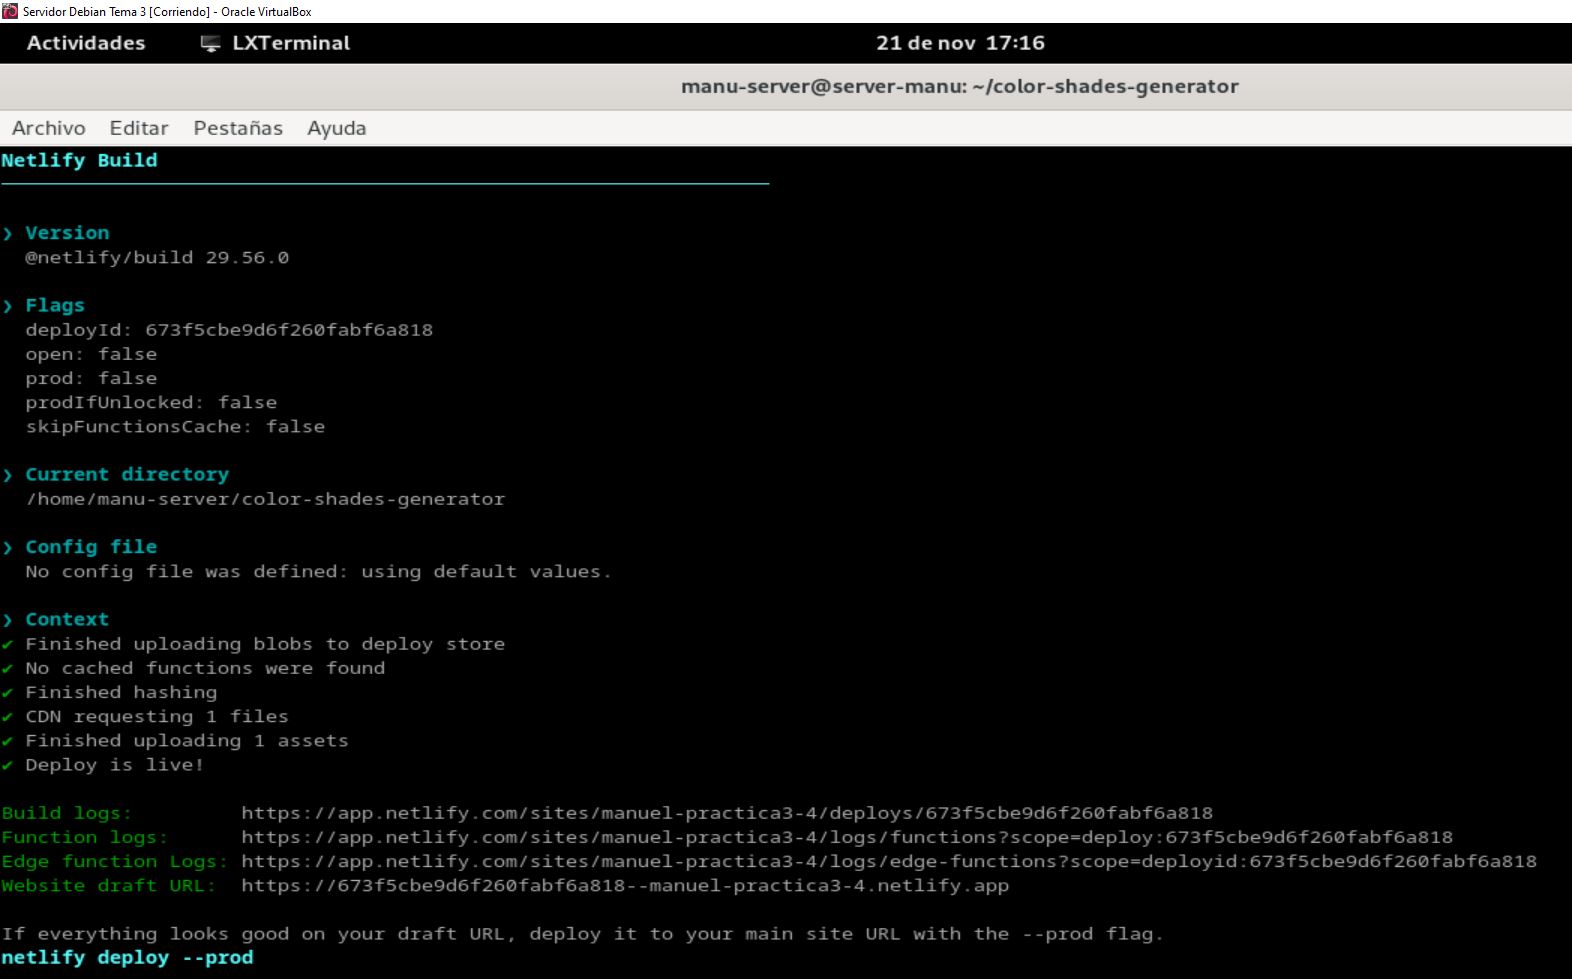 Servidor Debian Tema 3 [Corriendo] - Oracle VirtualBox
Actividades LXTerminal 21 de nov 17:16
manu-server@server-manu: ~/color-shades-generator
Archivo Editar Pestañas Ayuda
Netlify Build
❯ Version
@netlify/build 29.56.0
❯ Flags
deployId: 673f5cbe9d6f260fabf6a818
open: false
prod: false
prodIfUnlocked: false
skipFunctionsCache: false
❯ Current directory
/home/manu-server/color-shades-generator
❯ Config file
No config file was defined: using default values.
❯ Context
✔ Finished uploading blobs to deploy store
✔ No cached functions were found
✔ Finished hashing
✔ CDN requesting 1 files
✔ Finished uploading 1 assets
✔ Deploy is live!
Build logs: https://app.netlify.com/sites/manuel-practica3-4/deploys/673f5cbe9d6f260fabf6a818
Function logs: https://app.netlify.com/sites/manuel-practica3-4/logs/functions?scope=deploy:673f5cbe9d6f260fabf6a818
Edge function Logs: https://app.netlify.com/sites/manuel-practica3-4/logs/edge-functions?scope=deployid:673f5cbe9d6f260fabf6a818
Website draft URL: https://673f5cbe9d6f260fabf6a818--manuel-practica3-4.netlify.app
If everything looks good on your draft URL, deploy it to your main site URL with the --prod flag.
netlify deploy --prod